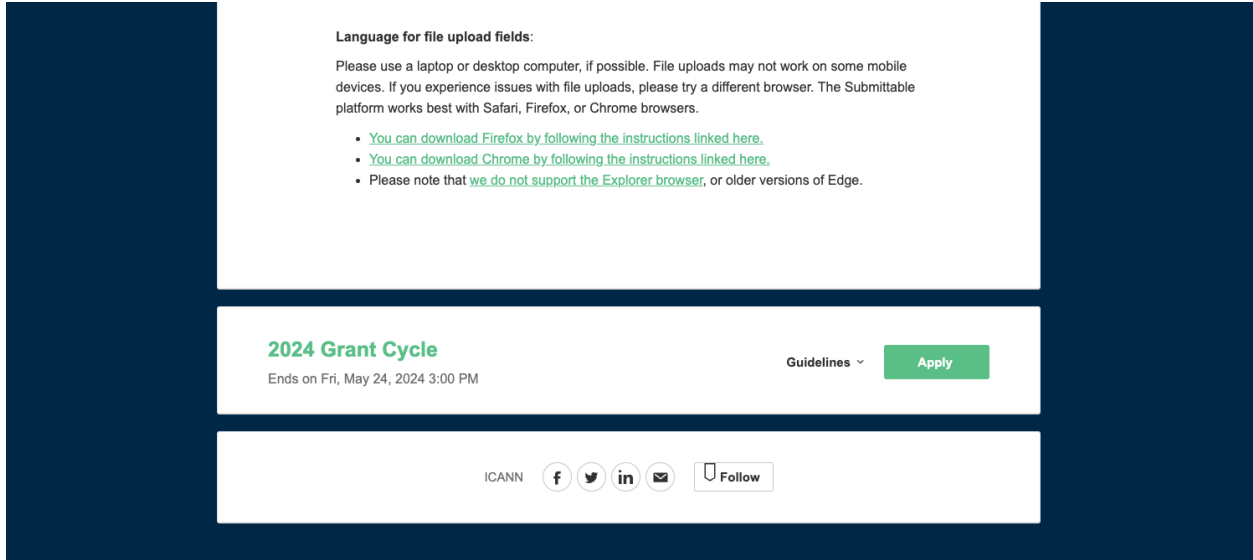 Language for file upload fields:
Please use a laptop or desktop computer, if possible. File uploads may not work on some mobile
devices. If you experience issues with file uploads, please try a different browser. The Submittable
platform works best with Safari, Firefox, or Chrome browsers.
You can download Firefox by following the instructions linked here.
You can download Chrome by following the instructions linked here.
Please note that we do not support the Explorer browser, or older versions of Edge.
2024 Grant Cycle
Ends on Fri, May 24, 2024 3:00 PM
Guidelines
Apply
ICANN
Follow